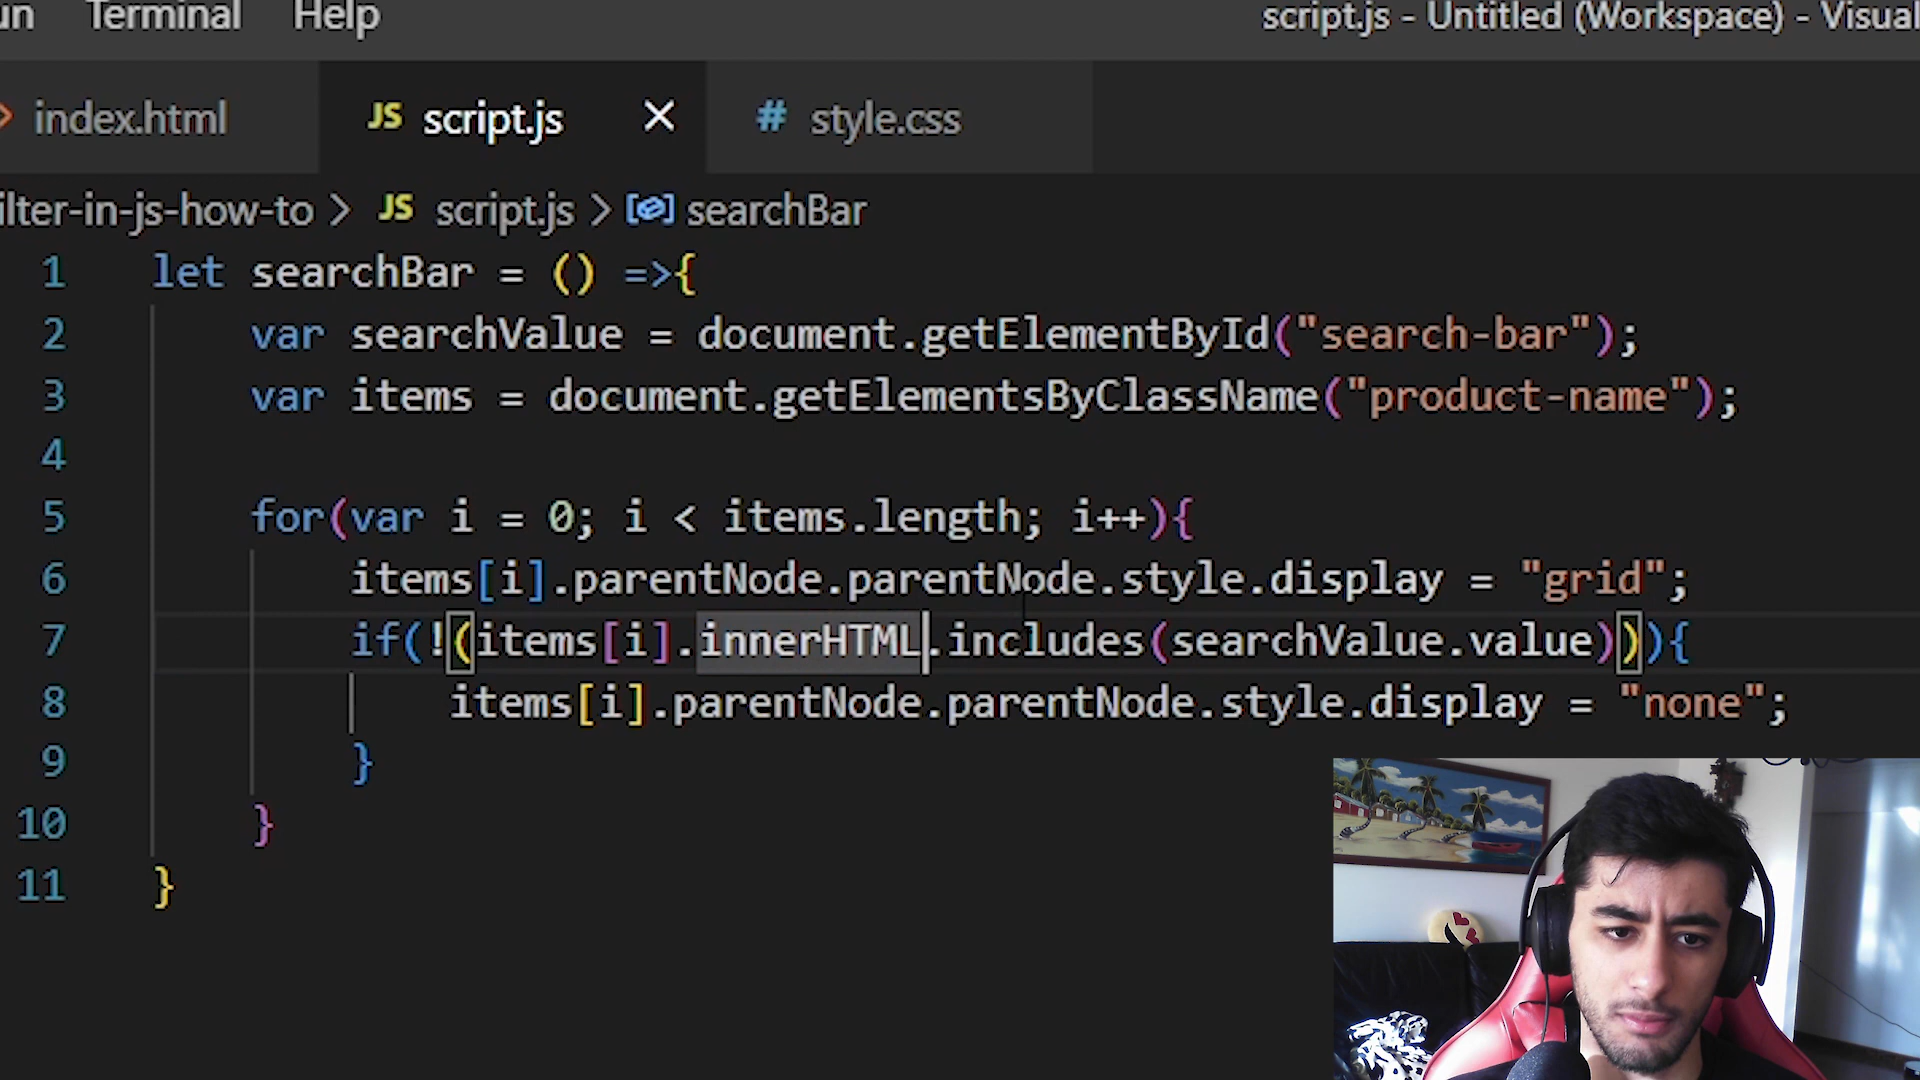 Terminal Help script.js - Untitled (Workspace) - Visual
index.html JS script.js # style.css
ilter-in-js-how-to > JS script.js > searchBar
1 let searchBar = () =>{
2 var searchValue = document.getElementById("search-bar");
3 var items = document.getElementsByClassName("product-name");
4
5 for(var i = 0; i < items.length; i++){
6 items[i].parentNode.parentNode.style.display = "grid";
7 if(!(items[i].innerHTML.includes(searchValue.value))){
8 items[i].parentNode.parentNode.style.display = "none";
9 }
10 }
11 }